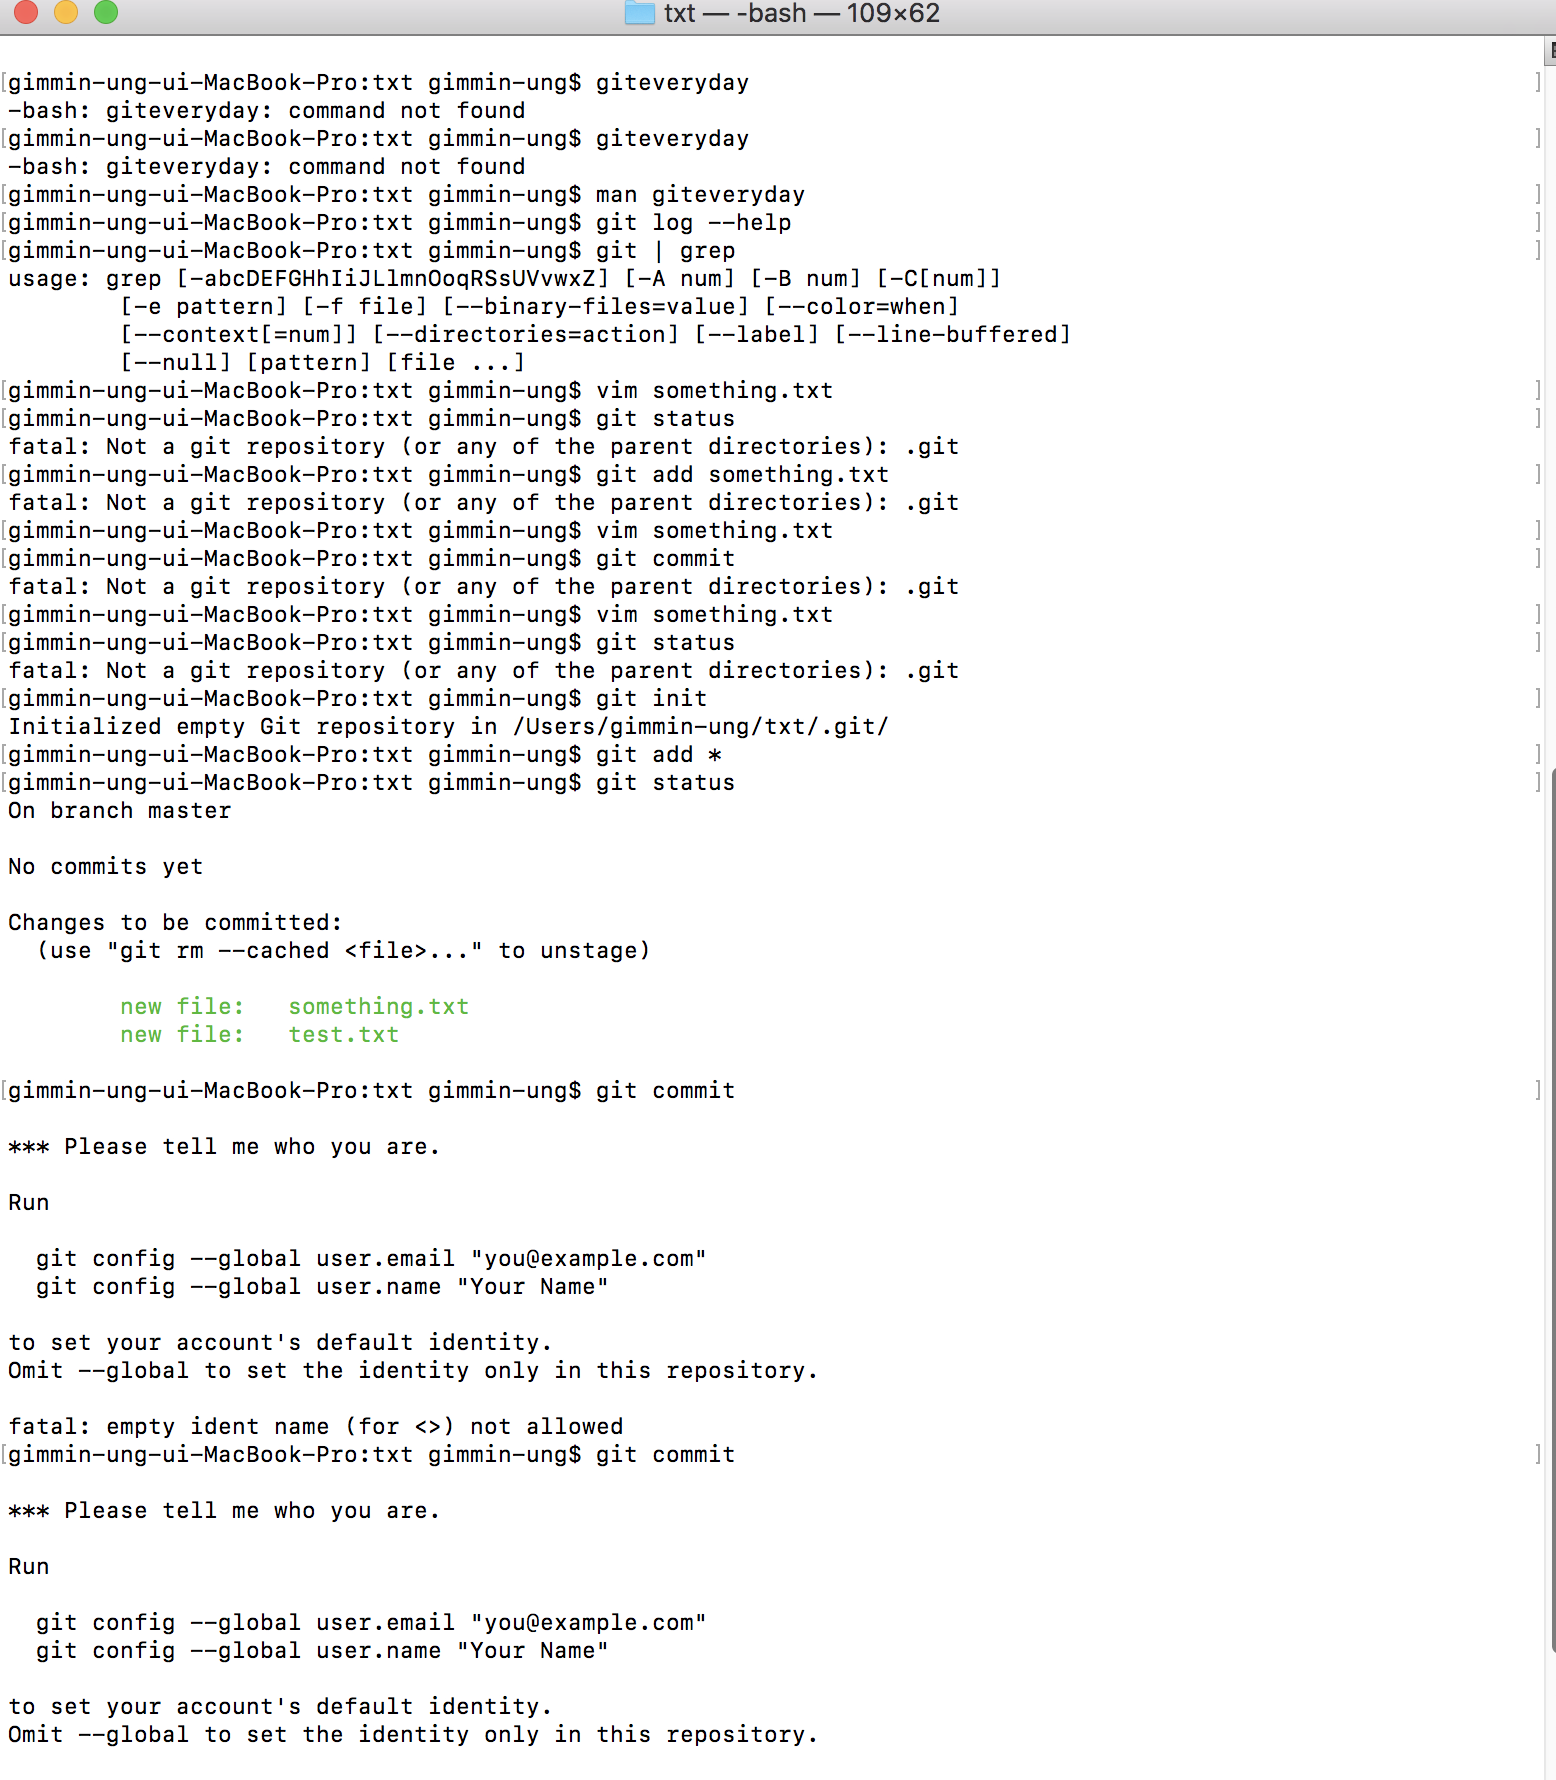 txt — -bash — 109×62
[gimmin-ung-ui-MacBook-Pro:txt gimmin-ung$ giteveryday ]
-bash: giteveryday: command not found
[gimmin-ung-ui-MacBook-Pro:txt gimmin-ung$ giteveryday ]
-bash: giteveryday: command not found
[gimmin-ung-ui-MacBook-Pro:txt gimmin-ung$ man giteveryday ]
[gimmin-ung-ui-MacBook-Pro:txt gimmin-ung$ git log --help ]
[gimmin-ung-ui-MacBook-Pro:txt gimmin-ung$ git | grep ]
usage: grep [-abcDEFGHhIiJLlmnOoqRSsUVvwxZ] [-A num] [-B num] [-C[num]]
        [-e pattern] [-f file] [--binary-files=value] [--color=when]
        [--context[=num]] [--directories=action] [--label] [--line-buffered]
        [--null] [pattern] [file ...]
[gimmin-ung-ui-MacBook-Pro:txt gimmin-ung$ vim something.txt ]
[gimmin-ung-ui-MacBook-Pro:txt gimmin-ung$ git status ]
fatal: Not a git repository (or any of the parent directories): .git
[gimmin-ung-ui-MacBook-Pro:txt gimmin-ung$ git add something.txt ]
fatal: Not a git repository (or any of the parent directories): .git
[gimmin-ung-ui-MacBook-Pro:txt gimmin-ung$ vim something.txt ]
[gimmin-ung-ui-MacBook-Pro:txt gimmin-ung$ git commit ]
fatal: Not a git repository (or any of the parent directories): .git
[gimmin-ung-ui-MacBook-Pro:txt gimmin-ung$ vim something.txt ]
[gimmin-ung-ui-MacBook-Pro:txt gimmin-ung$ git status ]
fatal: Not a git repository (or any of the parent directories): .git
[gimmin-ung-ui-MacBook-Pro:txt gimmin-ung$ git init ]
Initialized empty Git repository in /Users/gimmin-ung/txt/.git/
[gimmin-ung-ui-MacBook-Pro:txt gimmin-ung$ git add * ]
[gimmin-ung-ui-MacBook-Pro:txt gimmin-ung$ git status ]
On branch master
No commits yet
Changes to be committed:
  (use "git rm --cached <file>..." to unstage)
        new file:   something.txt
        new file:   test.txt
[gimmin-ung-ui-MacBook-Pro:txt gimmin-ung$ git commit ]
*** Please tell me who you are.
Run
  git config --global user.email "you@example.com"
  git config --global user.name "Your Name"
to set your account's default identity.
Omit --global to set the identity only in this repository.
fatal: empty ident name (for <>) not allowed
[gimmin-ung-ui-MacBook-Pro:txt gimmin-ung$ git commit ]
*** Please tell me who you are.
Run
  git config --global user.email "you@example.com"
  git config --global user.name "Your Name"
to set your account's default identity.
Omit --global to set the identity only in this repository.